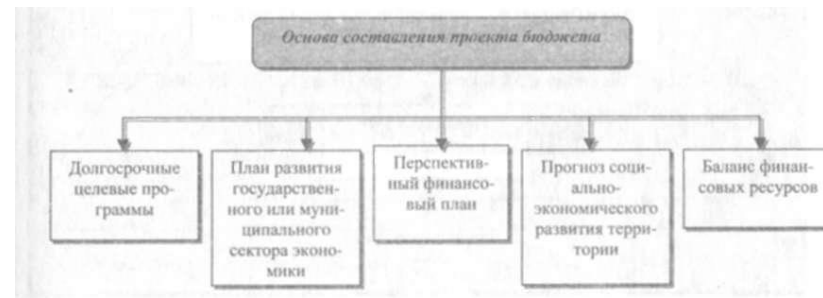 Основа составления проекта бюджета
Долгосрочные
целевые про-
граммы
План развития
государствен-
ного или муни-
ципального
сектора эконо-
мики
Перспектив-
ный финансо-
вый план
Прогноз соци-
ально-
экономического
развития терри-
тории
Баланс финан-
совых ресурсов